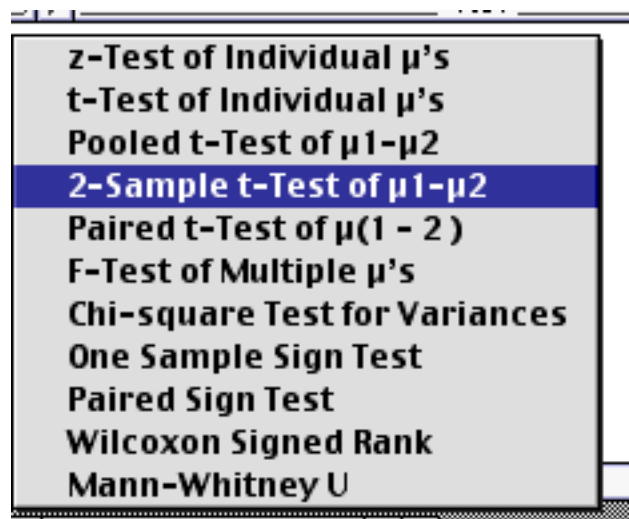 z-Test of Individual µ's
t-Test of Individual µ's
Pooled t-Test of µ1-µ2
2-Sample t-Test of µ1-µ2
Paired t-Test of µ(1 - 2 )
F-Test of Multiple µ's
Chi-square Test for Variances
One Sample Sign Test
Paired Sign Test
Wilcoxon Signed Rank
Mann-Whitney U